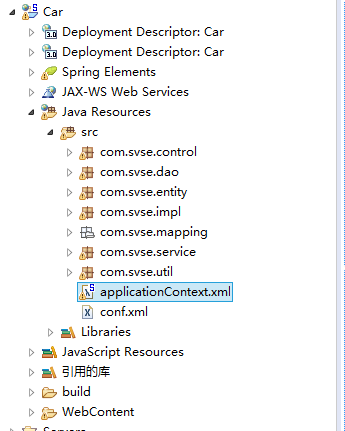 Car
Deployment Descriptor: Car
Deployment Descriptor: Car
Spring Elements
JAX-WS Web Services
Java Resources
src
com.svse.control
com.svse.dao
com.svse.entity
com.svse.impl
com.svse.mapping
com.svse.service
com.svse.util
applicationContext.xml
conf.xml
Libraries
JavaScript Resources
引用的库
build
WebContent